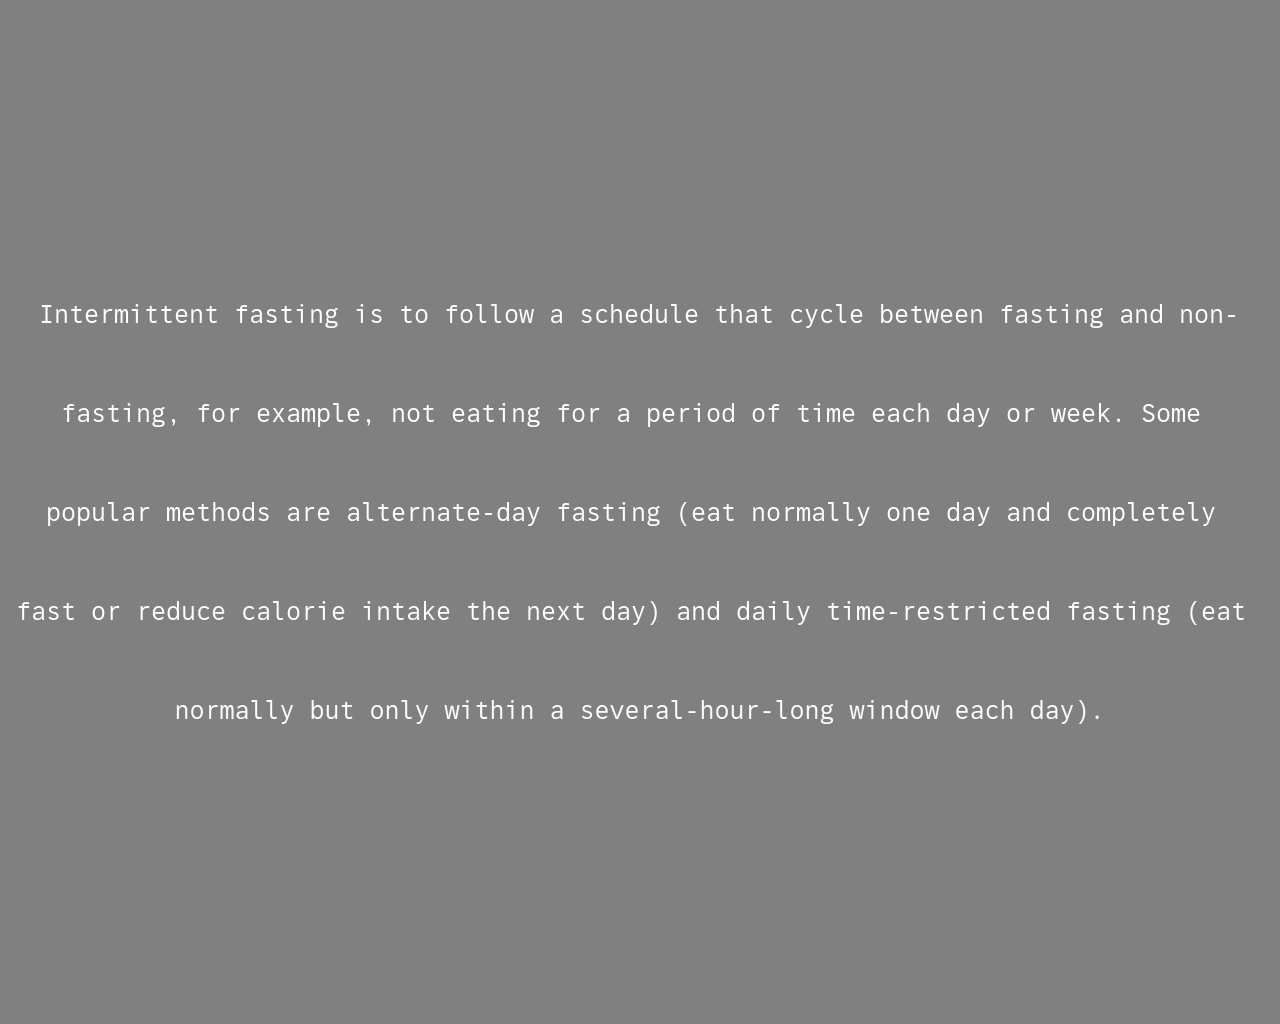 Intermittent fasting is to follow a schedule that cycle between fasting and non-
fasting, for example, not eating for a period of time each day or week. Some
popular methods are alternate-day fasting (eat normally one day and completely
fast or reduce calorie intake the next day) and daily time-restricted fasting (eat
normally but only within a several-hour-long window each day).